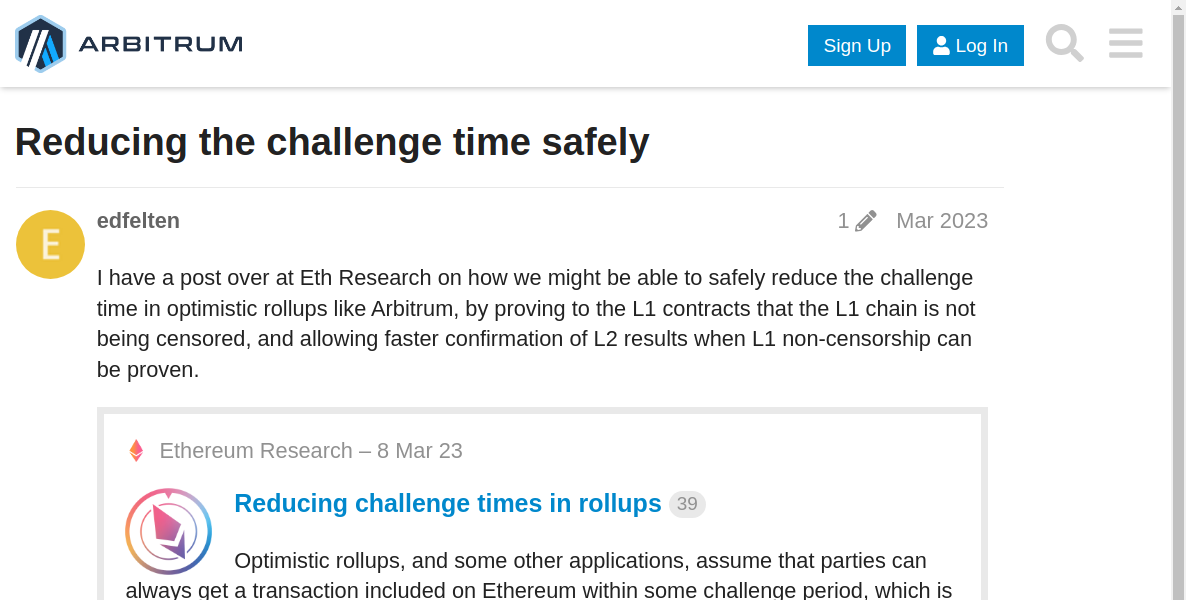 ARBITRUM
Sign Up
Log In
Reducing the challenge time safely
E
edfelten
1
Mar 2023
I have a post over at Eth Research on how we might be able to safely reduce the challenge
time in optimistic rollups like Arbitrum, by proving to the L1 contracts that the L1 chain is not
being censored, and allowing faster confirmation of L2 results when L1 non-censorship can
be proven.
Ethereum Research – 8 Mar 23
Reducing challenge times in rollups 39
Optimistic rollups, and some other applications, assume that parties can
always get a transaction included on Ethereum within some challenge period, which is